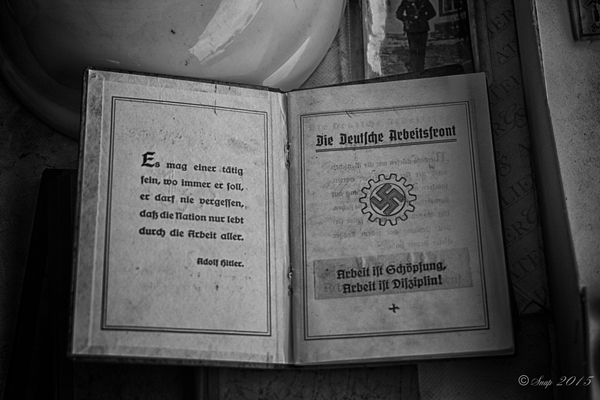 Es mag einer tätig
sein, wo immer er soll,
er darf nie vergessen,
daß die Nation nur lebt
durch die Arbeit aller.
Adolf Hitler.
Die Deutsche Arbeitsfront
Arbeit ist Schöpfung,
Arbeit ist Disziplin!
© Snap 2015